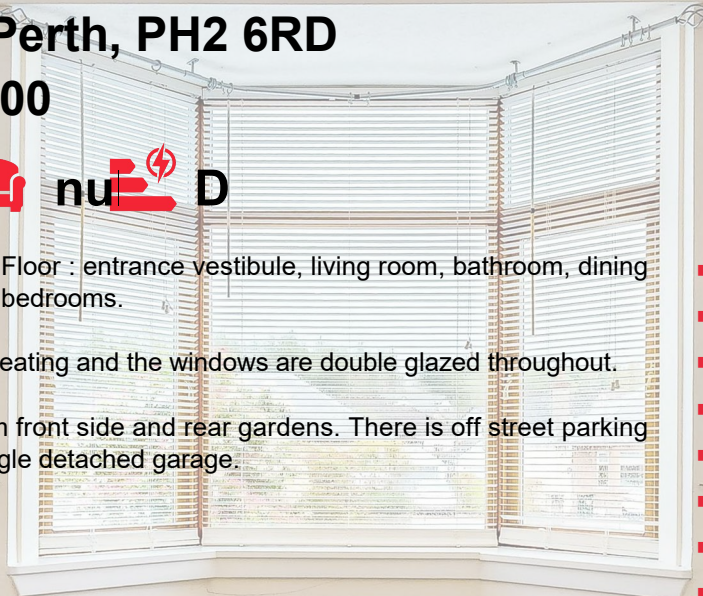 Perth, PH2 6RD
00
nu D
Floor : entrance vestibule, living room, bathroom, dining
bedrooms.
eating and the windows are double glazed throughout.
front side and rear gardens. There is off street parking
gle detached garage.